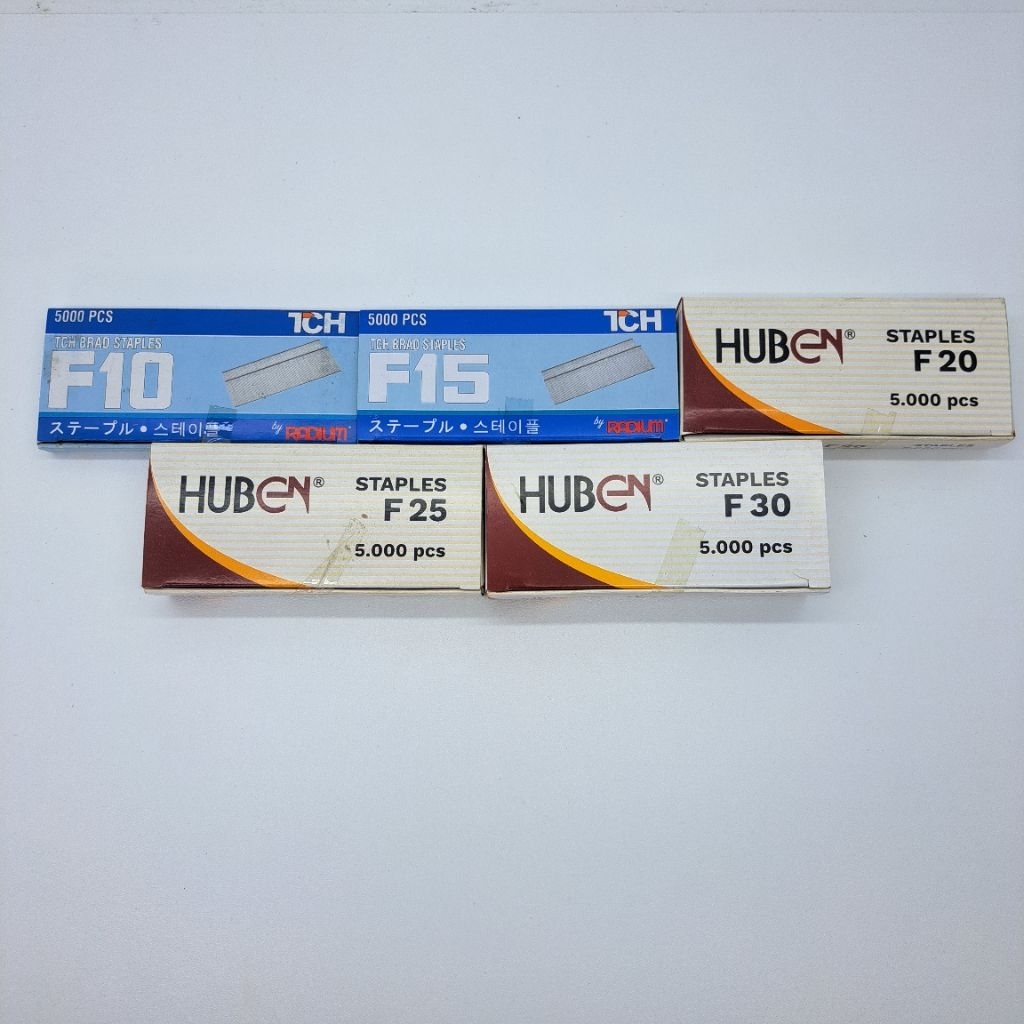 5000 PCS
TCH
TCH BRAD STAPLES
F10
ステープル • 스테이플
by RADIUM
5000 PCS
TCH
TCH BRAD STAPLES
F15
ステープル • 스테이플
by RADIUM
HUBEN®
STAPLES
F 20
5.000 pcs
STAPLES
HUBEN®
STAPLES
F 25
5.000 pcs
HUBEN®
STAPLES
F 30
5.000 pcs